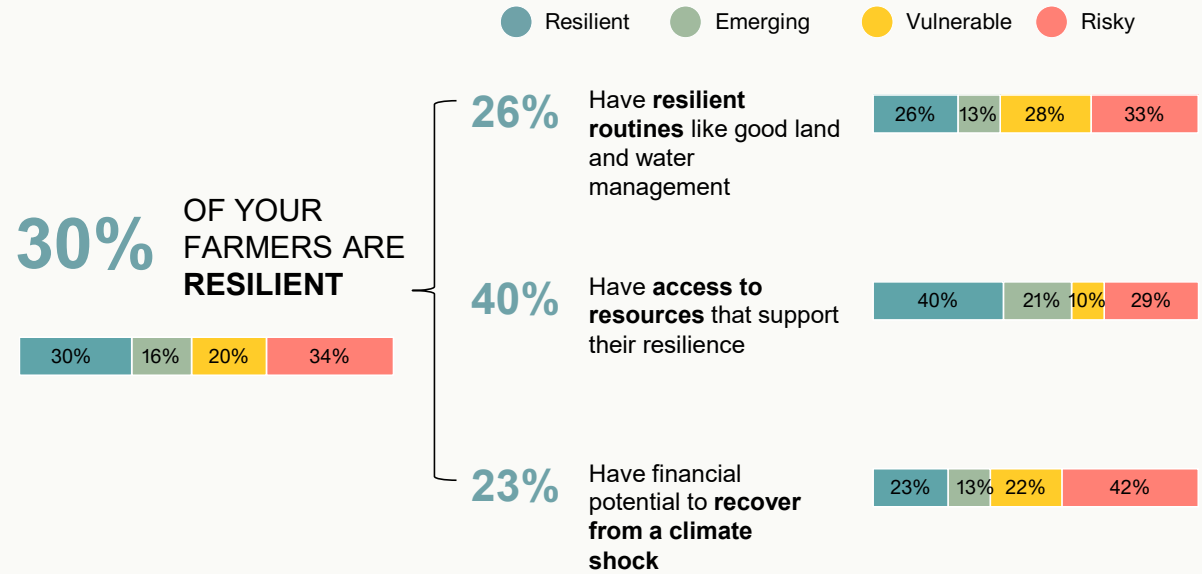 Resilient Emerging Vulnerable Risky
30%
OF YOUR
FARMERS ARE
RESILIENT
30% 16% 20% 34%
26%
Have resilient
routines like good land
and water
management
26% 13% 28% 33%
40%
Have access to
resources that support
their resilience
40% 21% 10% 29%
23%
Have financial
potential to recover
from a climate
shock
23% 13% 22% 42%